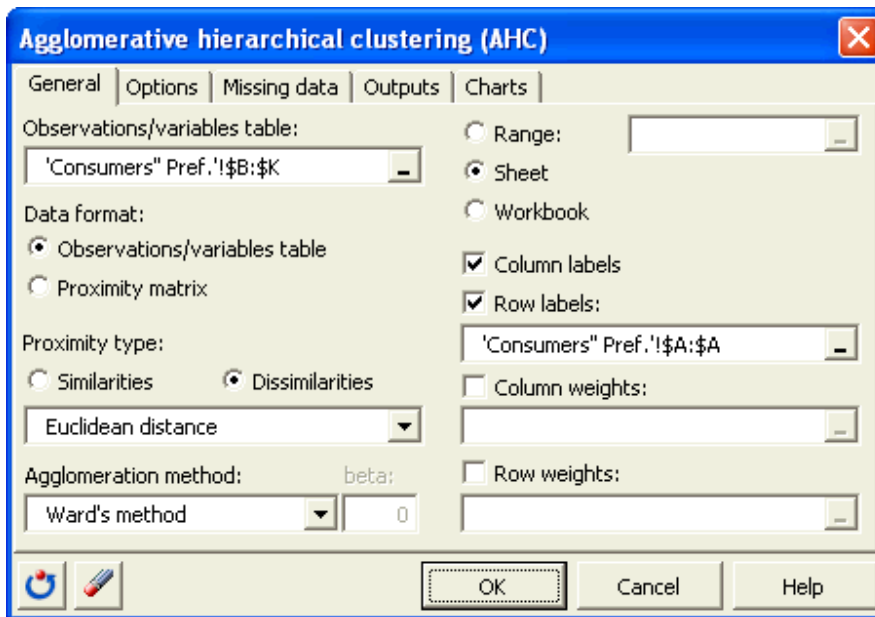 Agglomerative hierarchical clustering (AHC)
General
Options
Missing data
Outputs
Charts
Observations/variables table:
'Consumers'' Pref.'!$B:$K
Data format:
Observations/variables table
Proximity matrix
Proximity type:
Similarities
Dissimilarities
Euclidean distance
Agglomeration method:
beta:
Ward's method
0
Range:
Sheet
Workbook
Column labels
Row labels:
'Consumers'' Pref.'!$A:$A
Column weights:
Row weights:
OK
Cancel
Help